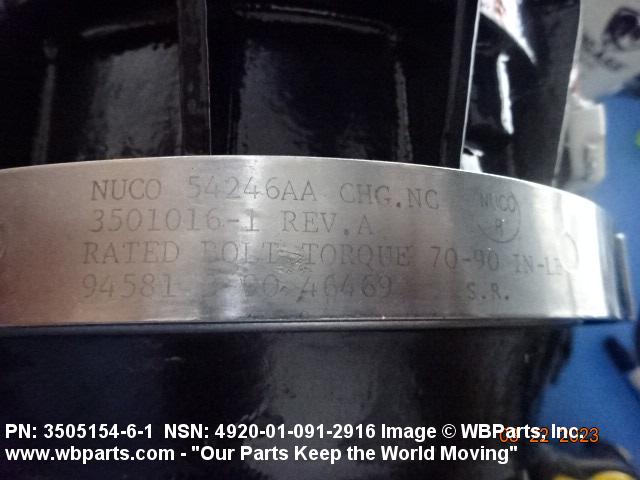 NUCO 54246AA CHG.NC
NUCO
R
3501016-1 REV.A
RATED BOLT TORQUE 70-90 IN-LB
94581 46469 S.R.
PN: 3505154-6-1 NSN: 4920-01-091-2916 Image © WBParts, Inc.
22 2023
www.wbparts.com - "Our Parts Keep the World Moving"